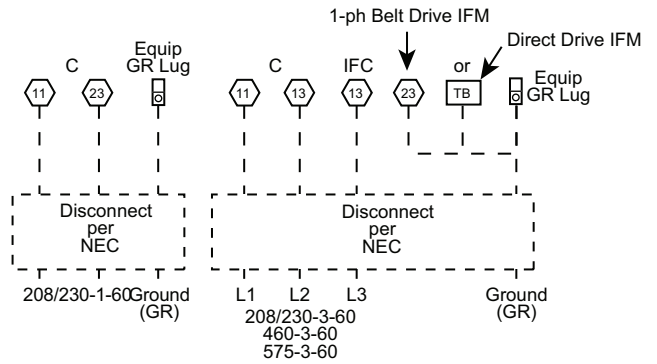 1-ph Belt Drive IFM
Direct Drive IFM
C
Equip
GR Lug
11
23
C
IFC
or
11
13
13
23
TB
Equip
GR Lug
Disconnect
per
NEC
Disconnect
per
NEC
208/230-1-60
Ground
(GR)
L1
L2
L3
208/230-3-60
460-3-60
575-3-60
Ground
(GR)